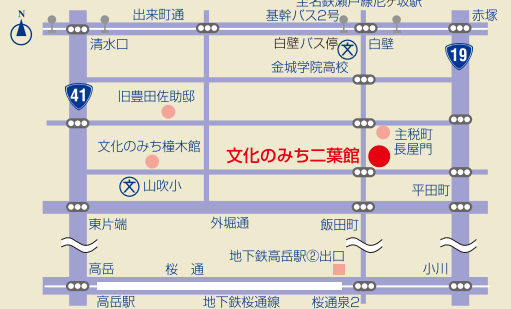 N
出来町通
基幹バス2号
赤塚
清水口
白壁バス停
文
白壁
19
金城学院高校
41
旧豊田佐助邸
主税町
長屋門
文化のみち橦木館
文化のみち二葉館
文
山吹小
平田町
東片端
外堀通
飯田町
地下鉄高岳駅②出口
高岳
桜 通
小川
高岳駅
地下鉄桜通線
桜通泉2